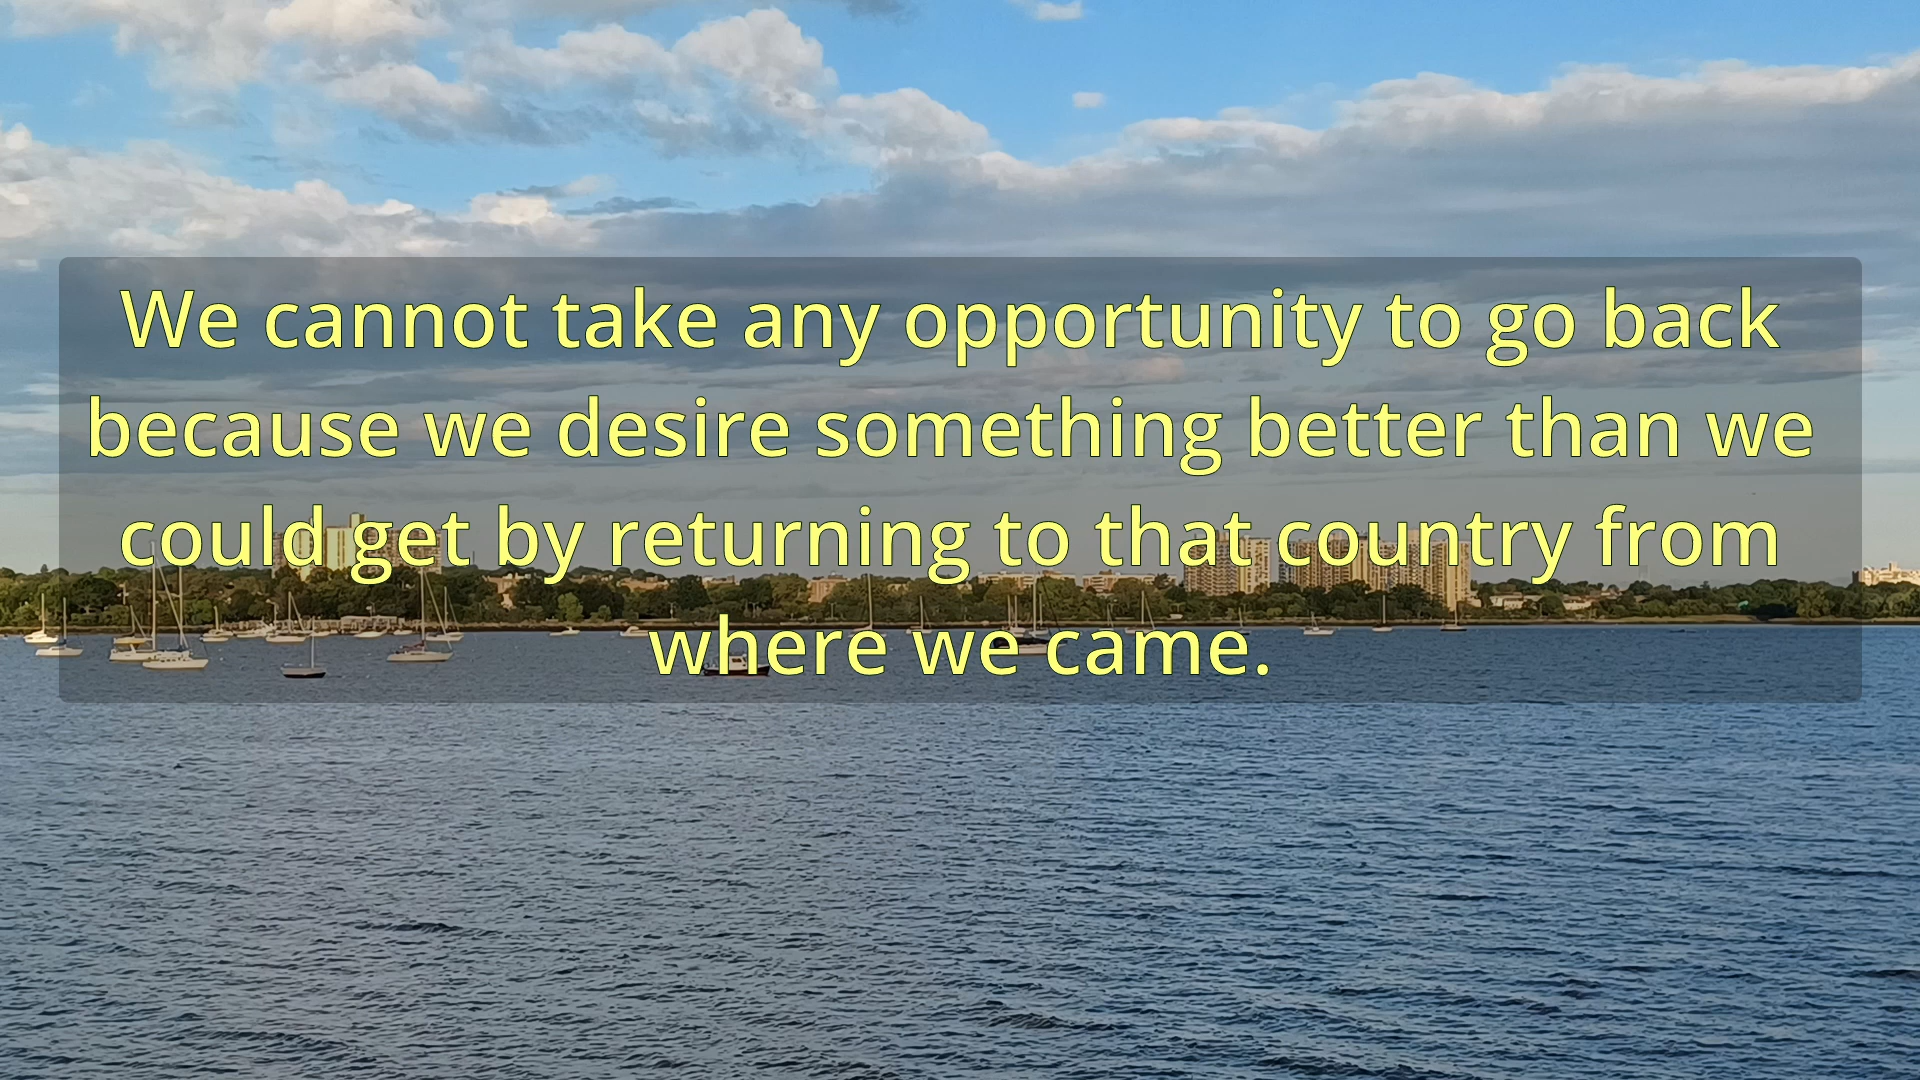 We cannot take any opportunity to go back
because we desire something better than we
could get by returning to that country from
where we came.